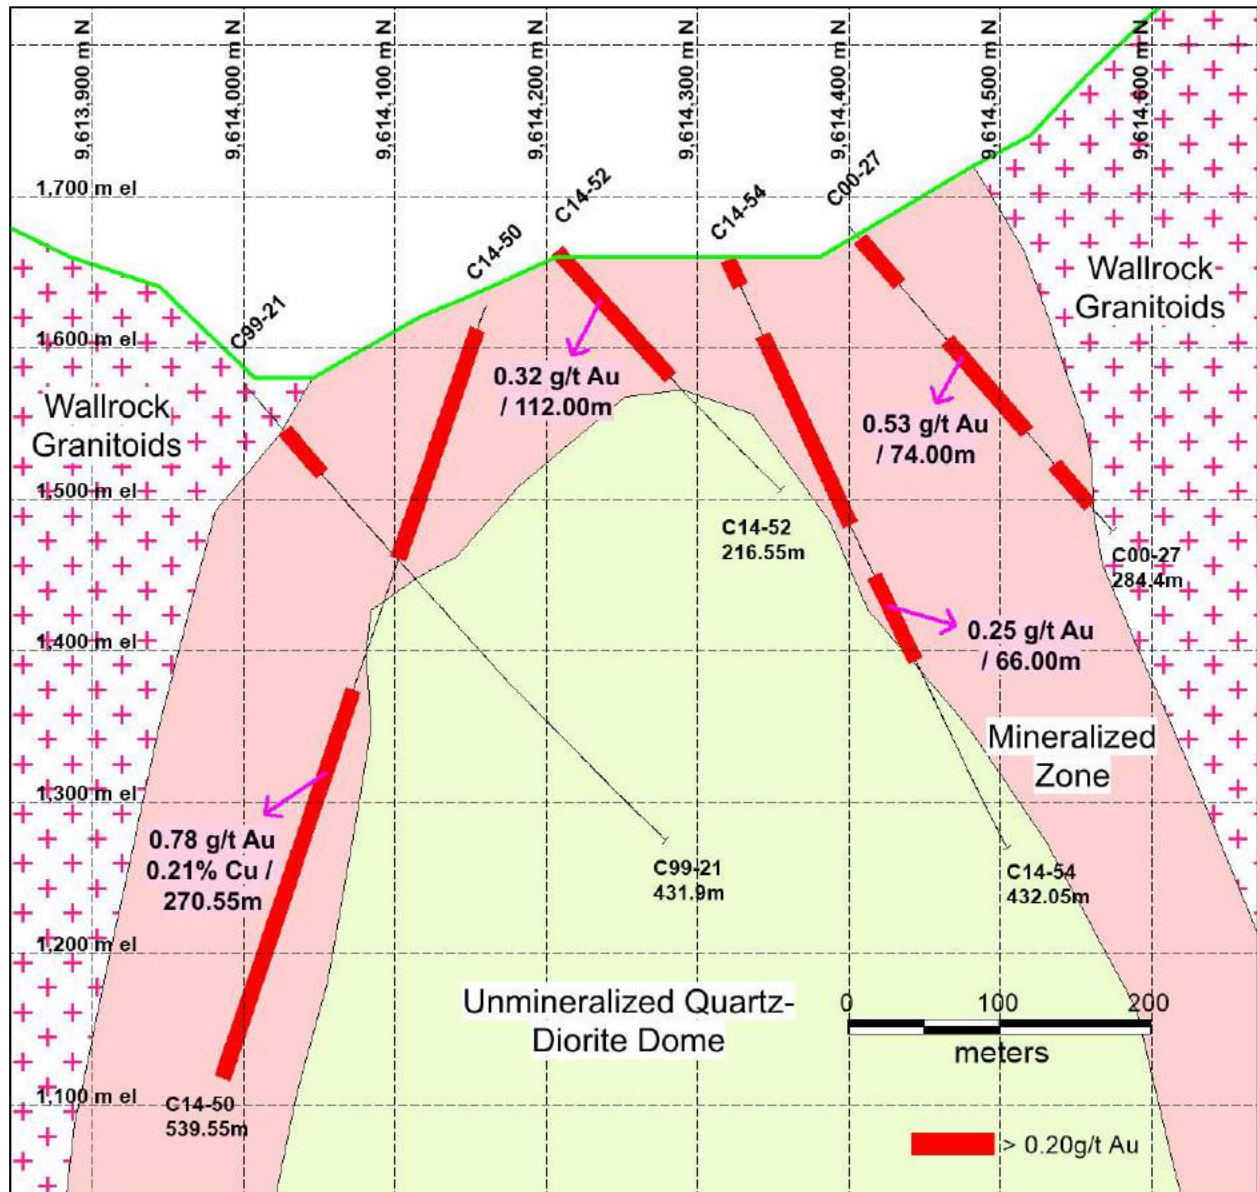 9,613,900 m N
9,614,000 m N
9,614,100 m N
9,614,200 m N
9,614,300 m N
9,614,400 m N
9,614,500 m N
9,614,600 m N
1,700 m el
C14-52
C14-54
C00-27
C14-50
C99-21
Wallrock
Granitoids
1,600 m el
0.32 g/t Au
/ 112.00m
Wallrock
Granitoids
0.53 g/t Au
/ 74.00m
1,500 m el
C14-52
216.55m
C00-27
284.4m
1,400 m el
0.25 g/t Au
/ 66.00m
Mineralized
Zone
1,300 m el
0.78 g/t Au
0.21% Cu /
270.55m
C99-21
431.9m
C14-54
432.05m
1,200 m el
Unmineralized Quartz-
Diorite Dome
0 100 200
meters
1,100 m el
C14-50
539.55m
> 0.20g/t Au